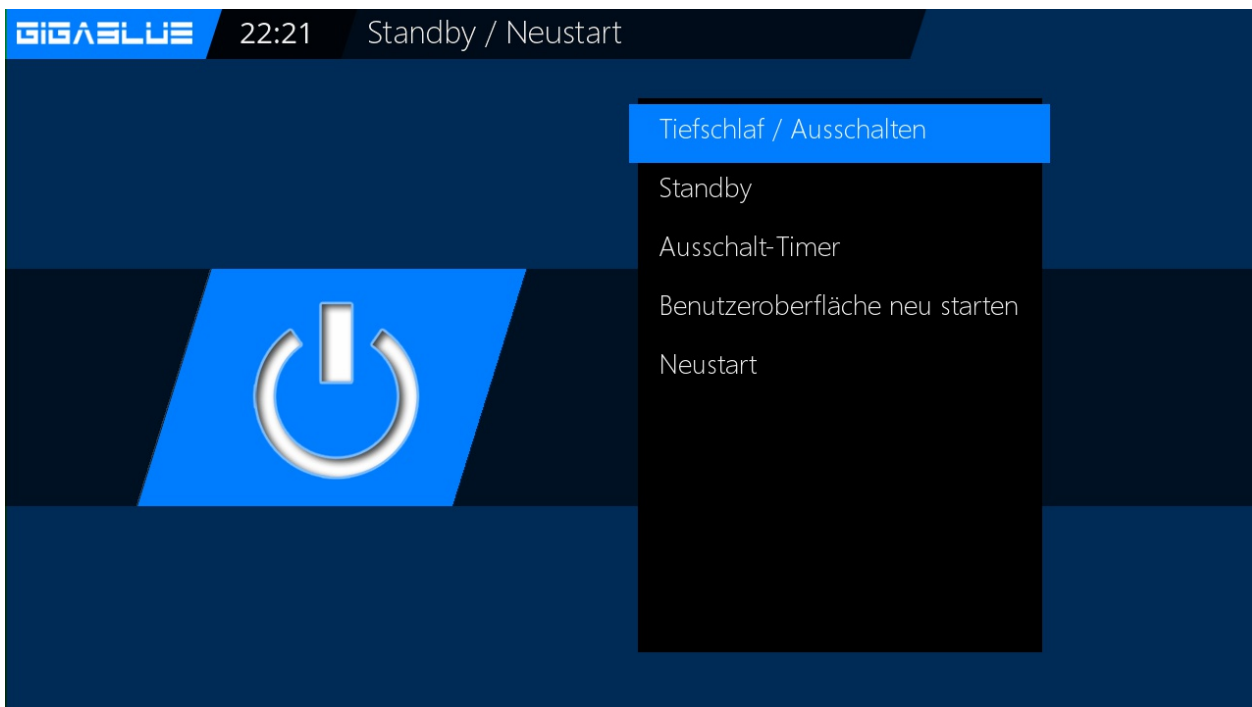 GIGABLUE 22:21 Standby / Neustart
Tiefschlaf / Ausschalten
Standby
Ausschalt-Timer
Benutzeroberfläche neu starten
Neustart